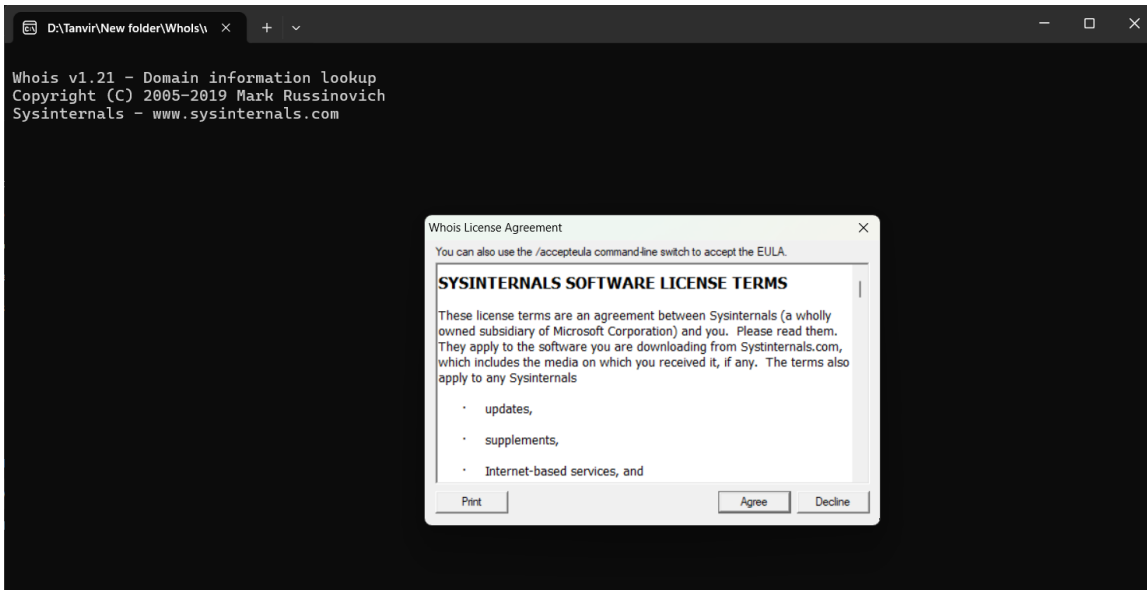 D:\Tanvir\New folder\WhoIs\
Whois v1.21 - Domain information lookup
Copyright (C) 2005-2019 Mark Russinovich
Sysinternals - www.sysinternals.com
Whois License Agreement
You can also use the /accepteula command-line switch to accept the EULA.
SYSINTERNALS SOFTWARE LICENSE TERMS
These license terms are an agreement between Sysinternals (a wholly
owned subsidiary of Microsoft Corporation) and you.  Please read them.
They apply to the software you are downloading from Systinternals.com,
which includes the media on which you received it, if any.  The terms also
apply to any Sysinternals
· updates,
· supplements,
· Internet-based services, and
Print Agree Decline